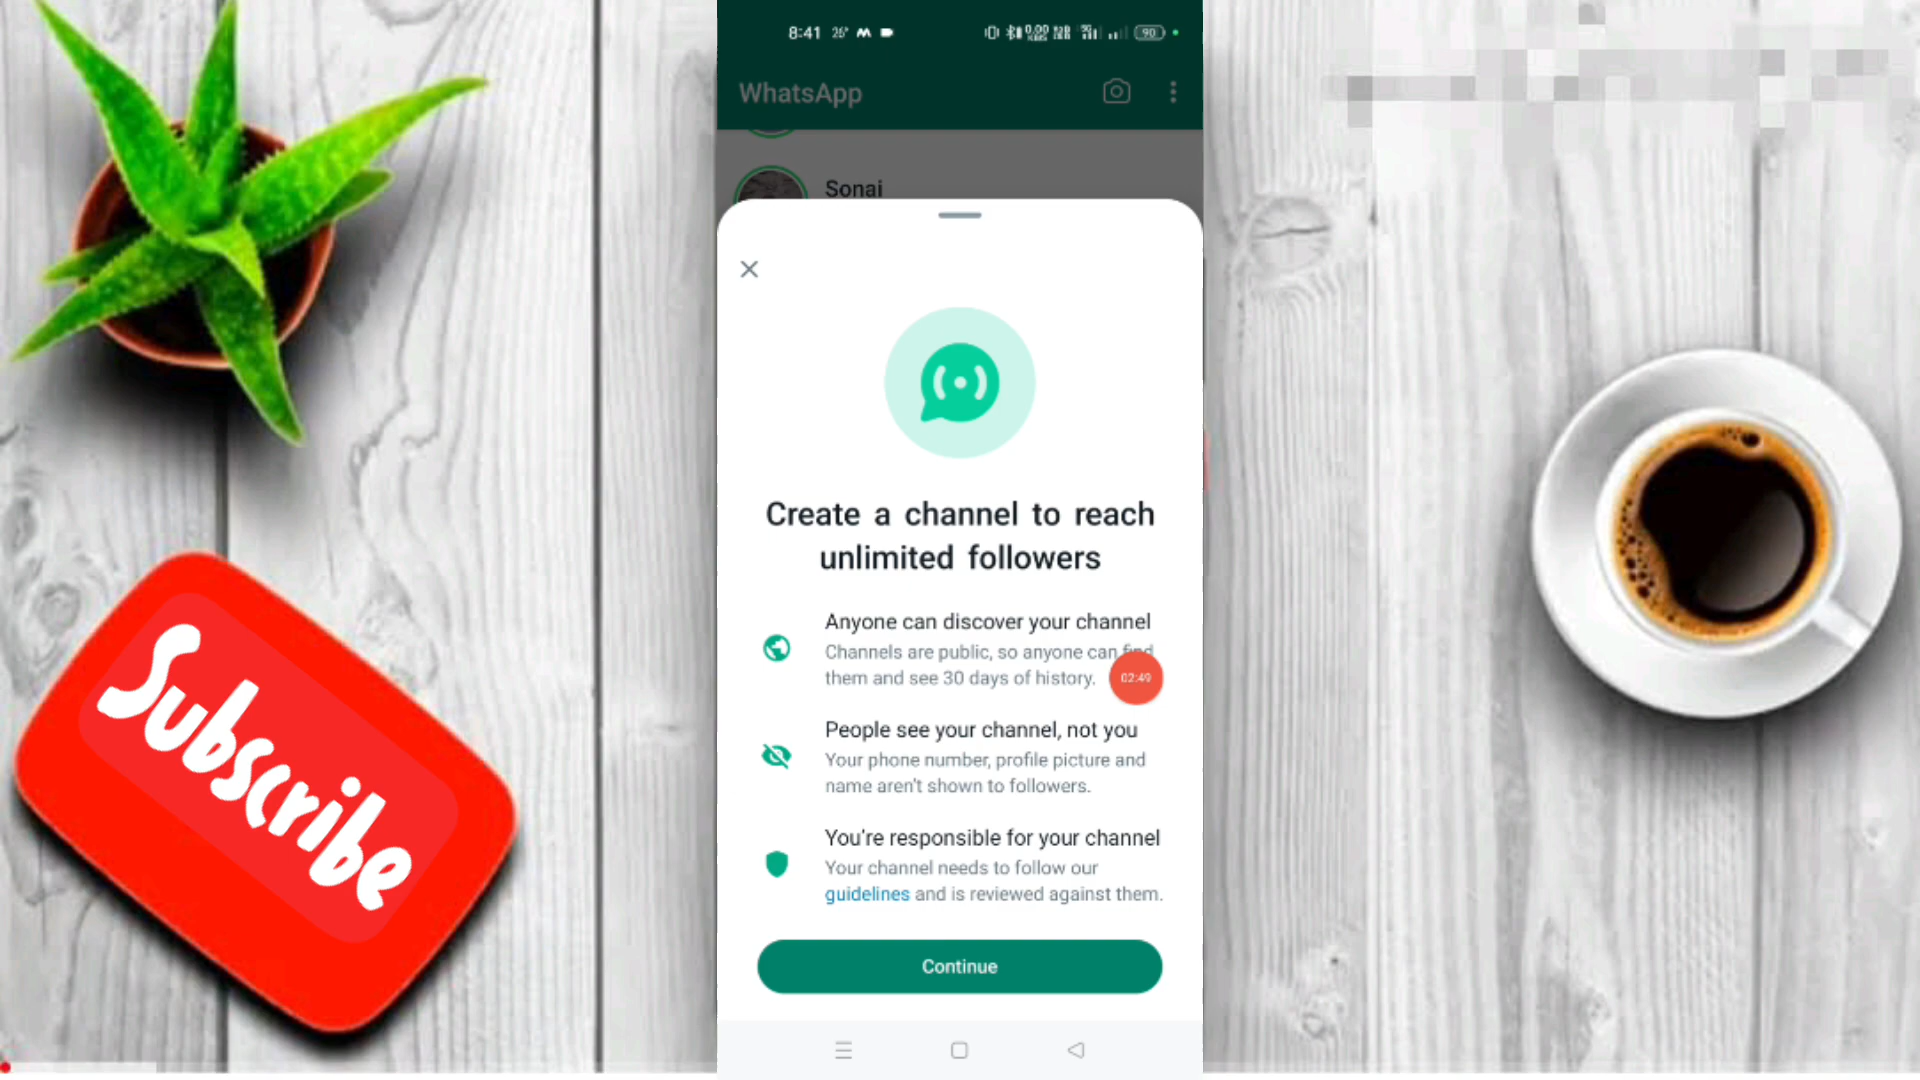 8:41 26°
90
WhatsApp
Sonai
Create a channel to reach
unlimited followers
Anyone can discover your channel
Channels are public, so anyone can find
them and see 30 days of history.
02:49
People see your channel, not you
Your phone number, profile picture and
name aren't shown to followers.
You're responsible for your channel
Your channel needs to follow our
guidelines and is reviewed against them.
Continue
Subscribe